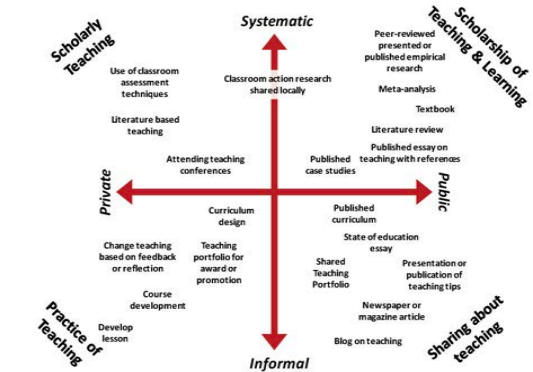 Systematic
Scholarly
Teaching
Scholarship of
Teaching & Learning
Peer-reviewed
presented or
published empirical
research
Use of classroom
assessment
techniques
Classroom action research
shared locally
Meta-analysis
Textbook
Literature based
teaching
Literature review
Published essay on
teaching with references
Attending teaching
conferences
Published
case studies
Private
Public
Curriculum
design
Published
curriculum
State of education
essay
Change teaching
based on feedback
or reflection
Teaching
portfolio for
award or
promotion
Shared
Teaching
Portfolio
Presentation or
publication of
teaching tips
Course
development
Newspaper or
magazine article
Practice of
Teaching
Develop
lesson
Blog on teaching
Sharing about
teaching
Informal